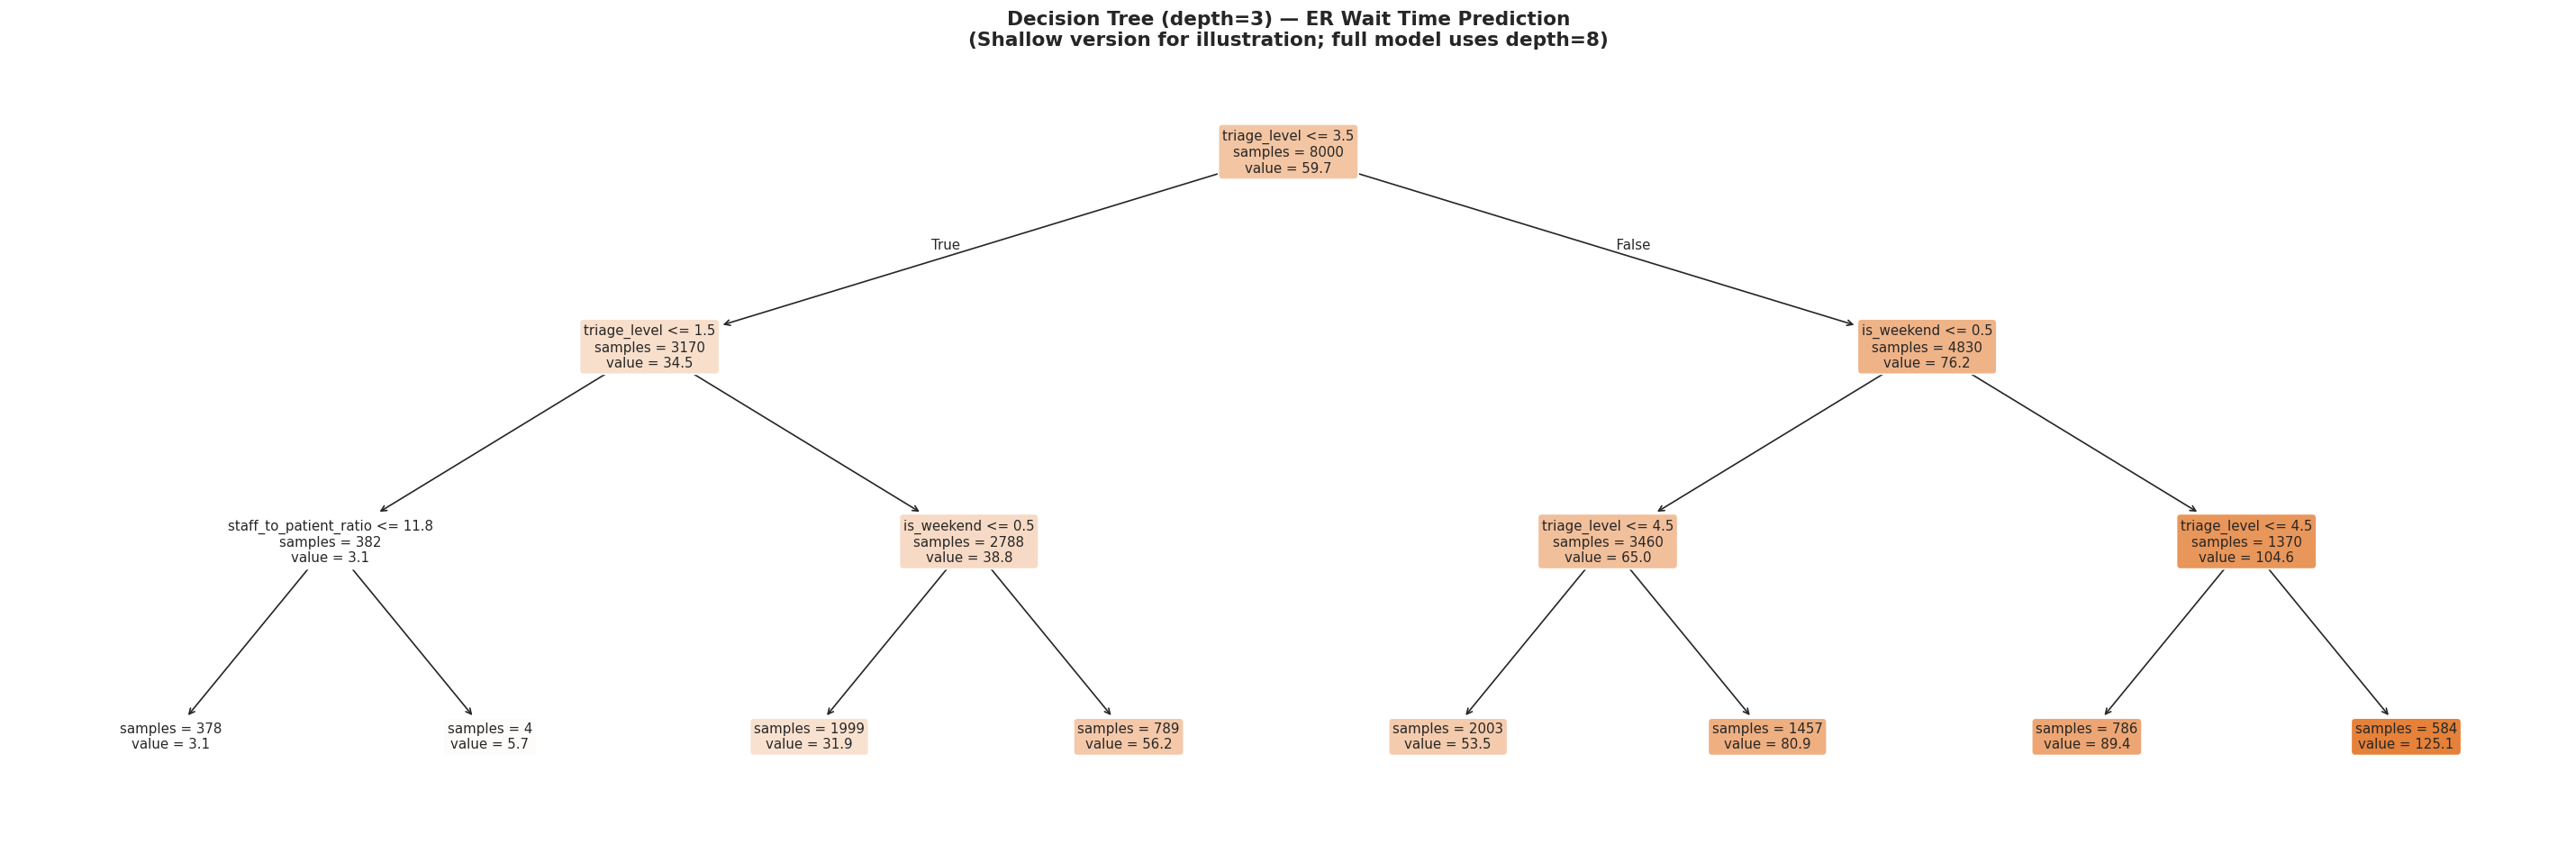 Decision Tree (depth=3) — ER Wait Time Prediction
(Shallow version for illustration; full model uses depth=8)
triage_level <= 3.5
samples = 8000
value = 59.7
True
False
triage_level <= 1.5
samples = 3170
value = 34.5
is_weekend <= 0.5
samples = 4830
value = 76.2
staff_to_patient_ratio <= 11.8
samples = 382
value = 3.1
is_weekend <= 0.5
samples = 2788
value = 38.8
triage_level <= 4.5
samples = 3460
value = 65.0
triage_level <= 4.5
samples = 1370
value = 104.6
samples = 378
value = 3.1
samples = 4
value = 5.7
samples = 1999
value = 31.9
samples = 789
value = 56.2
samples = 2003
value = 53.5
samples = 1457
value = 80.9
samples = 786
value = 89.4
samples = 584
value = 125.1